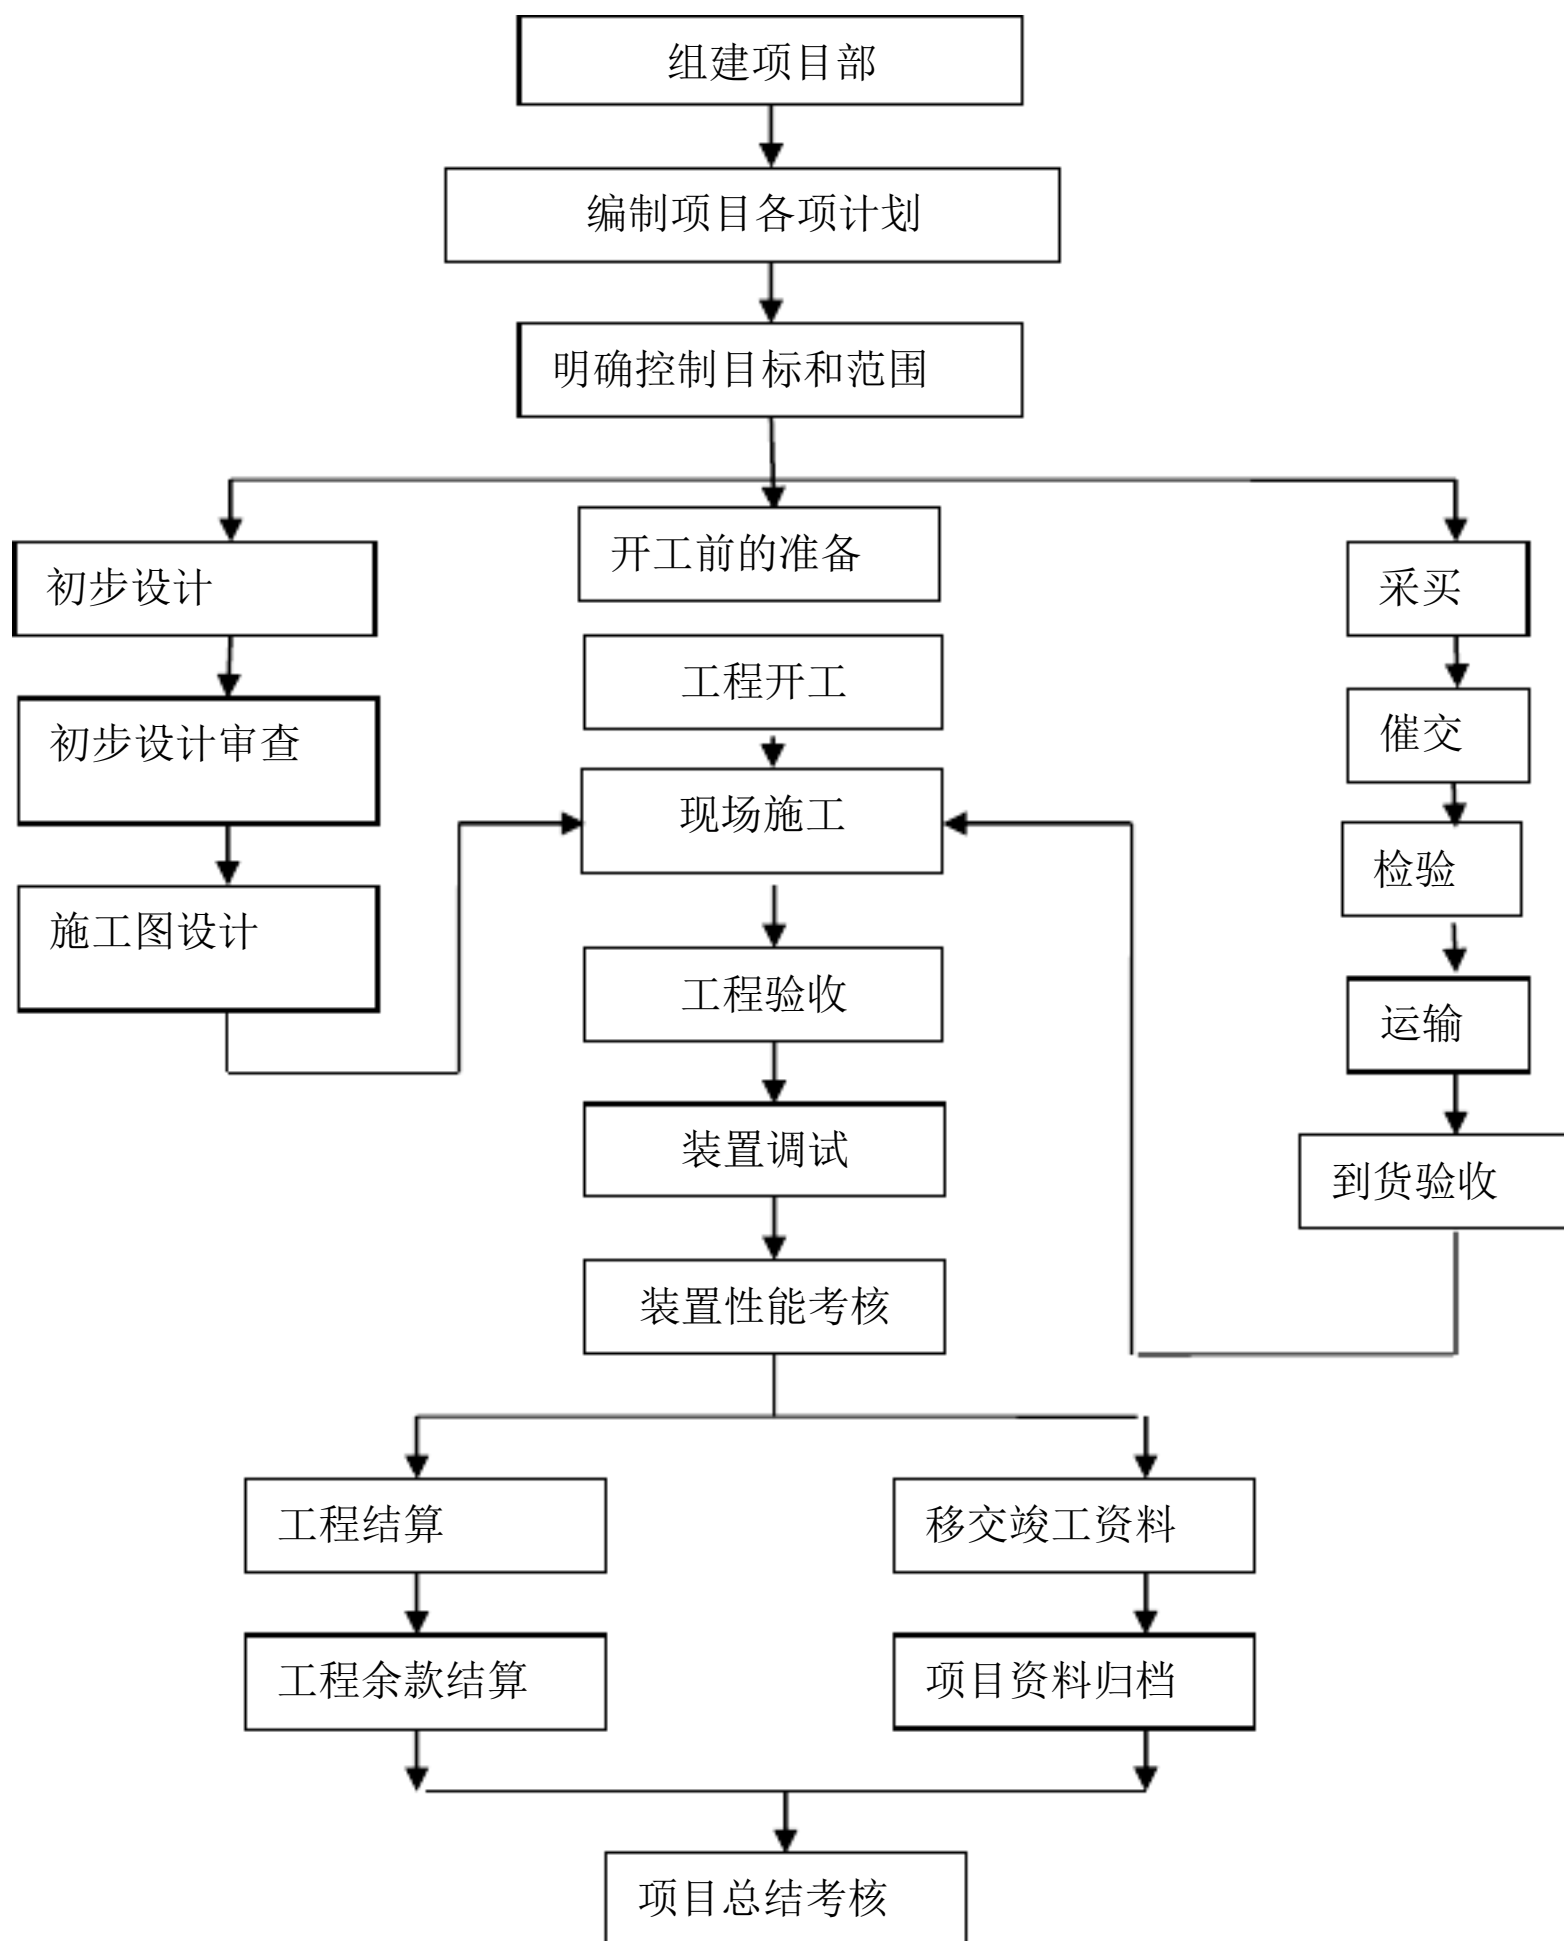 组建项目部
编制项目各项计划
明确控制目标和范围
初步设计
开工前的准备
采买
工程开工
初步设计审查
催交
现场施工
检验
施工图设计
工程验收
运输
装置调试
到货验收
装置性能考核
工程结算
移交竣工资料
工程余款结算
项目资料归档
项目总结考核